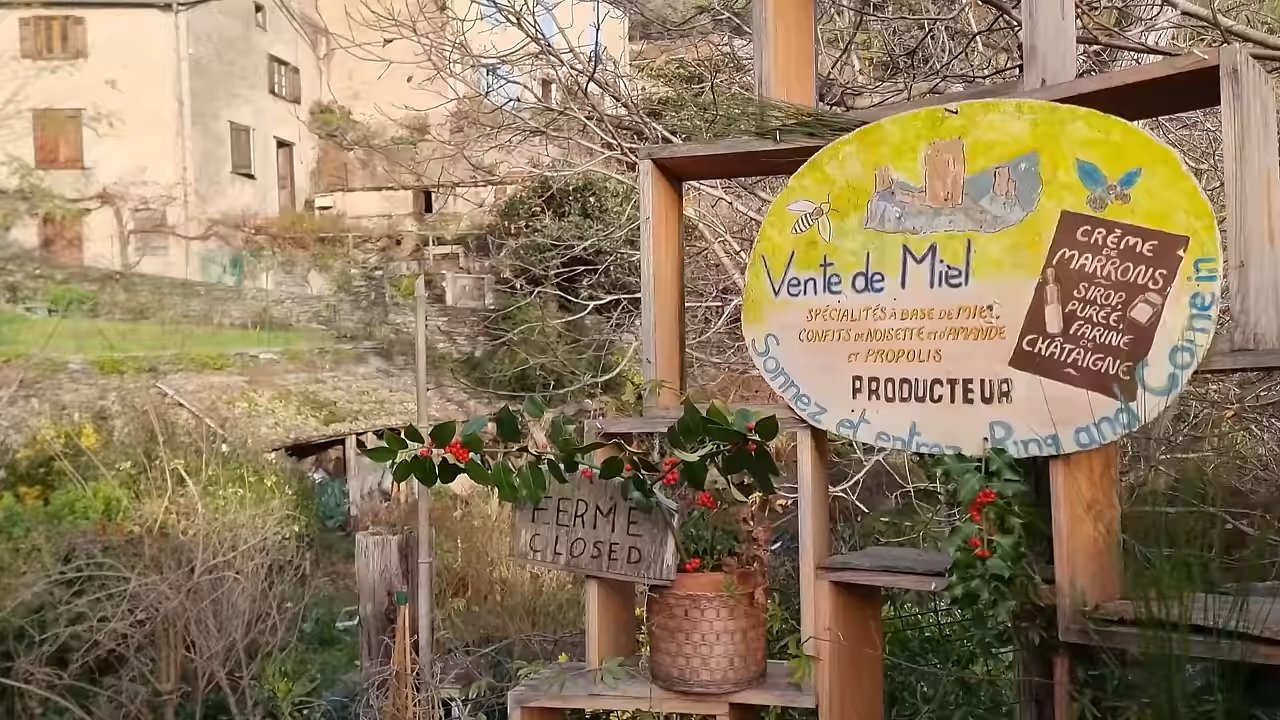 Vente de Miel
SPÉCIALITÉS à BASE DE MIEL,
CONFITS DE NOISETTE ET D'AMANDE
ET PROPOLIS
PRODUCTEUR
CRÈME
DE
MARRONS,
SIROP,
PURÉE,
FARINE
DE
CHÂTAIGNE
Sonnez et entrez Ring and Come in
FERME
CLOSED